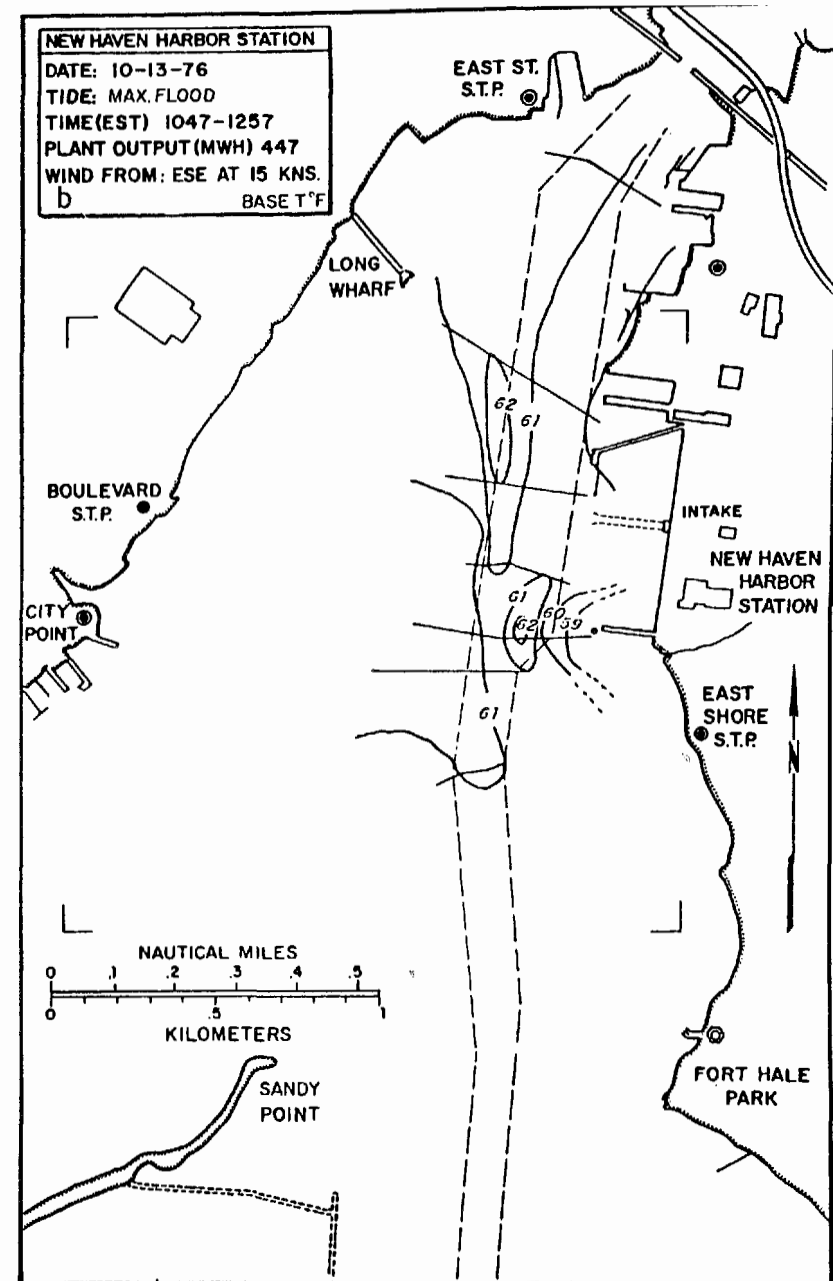 NEW HAVEN HARBOR STATION
DATE: 10-13-76
TIDE: MAX. FLOOD
TIME(EST) 1047-1257
PLANT OUTPUT(MWH) 447
WIND FROM: ESE AT 15 KNS.
b
BASE T°F
EAST ST.
S.T.P.
LONG
WHARF
62
61
BOULEVARD
S.T.P.
INTAKE
NEW HAVEN
HARBOR
STATION
CITY
POINT
61
60
59
62
EAST
SHORE
S.T.P.
61
N
NAUTICAL MILES
0 .1 .2 .3 .4 .5
0 .5 1
KILOMETERS
SANDY
POINT
FORT HALE
PARK